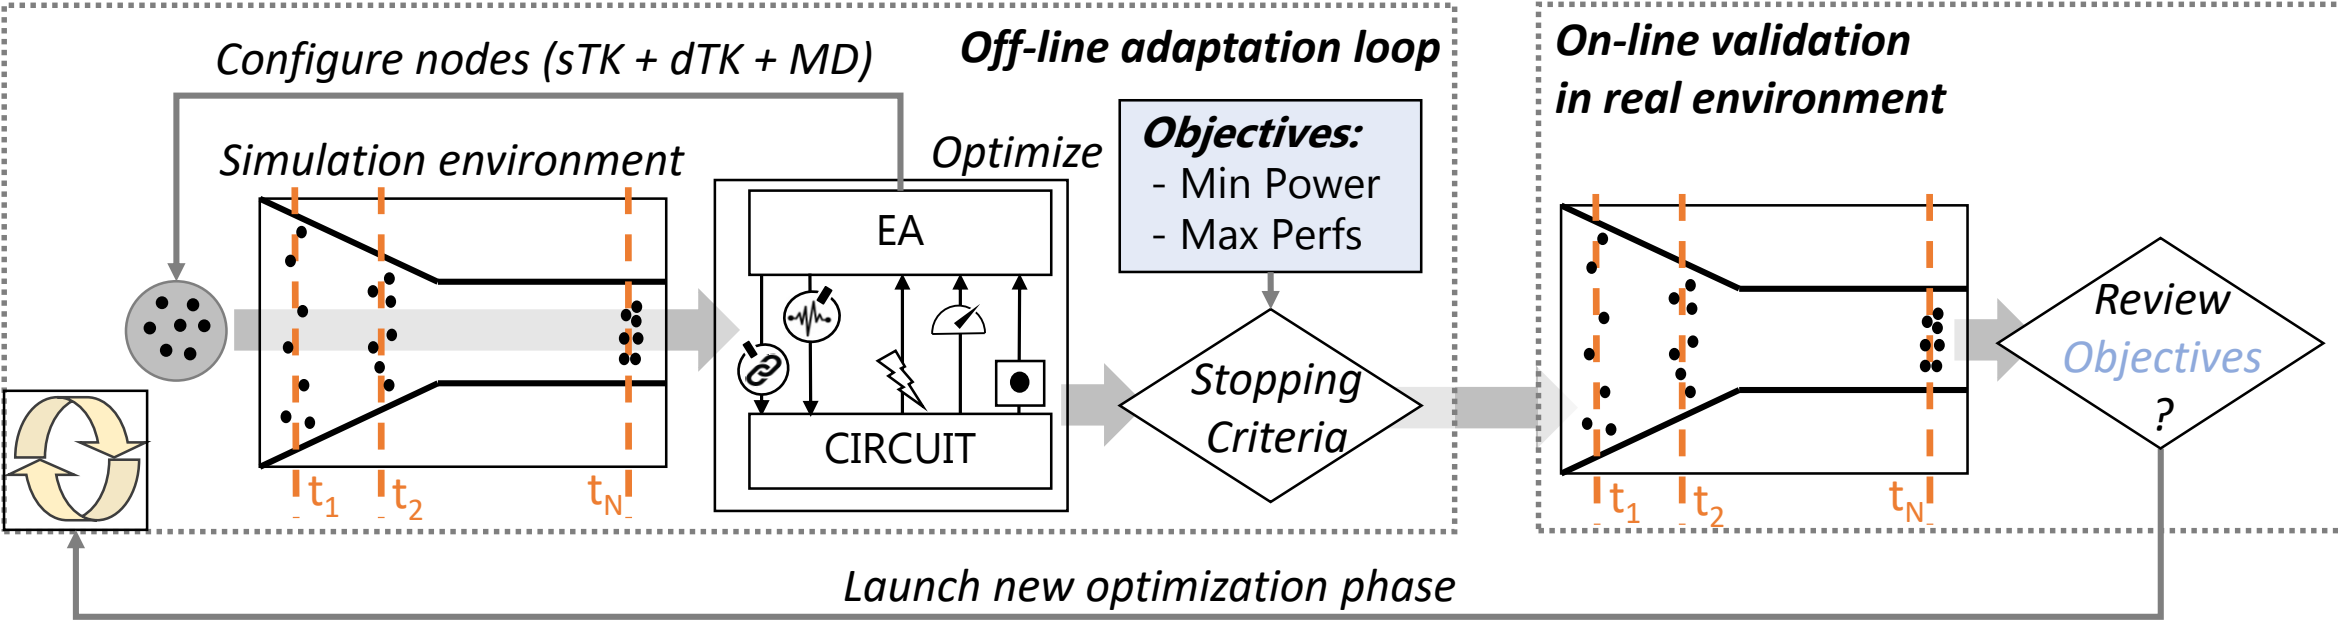 Off-line adaptation loop
Configure nodes (sTK + dTK + MD)
Simulation environment
Optimize
EA
CIRCUIT
t1
t2
tN
Objectives:
- Min Power
- Max Perfs
Stopping
Criteria
On-line validation
in real environment
t1
t2
tN
Review
Objectives
?
Launch new optimization phase